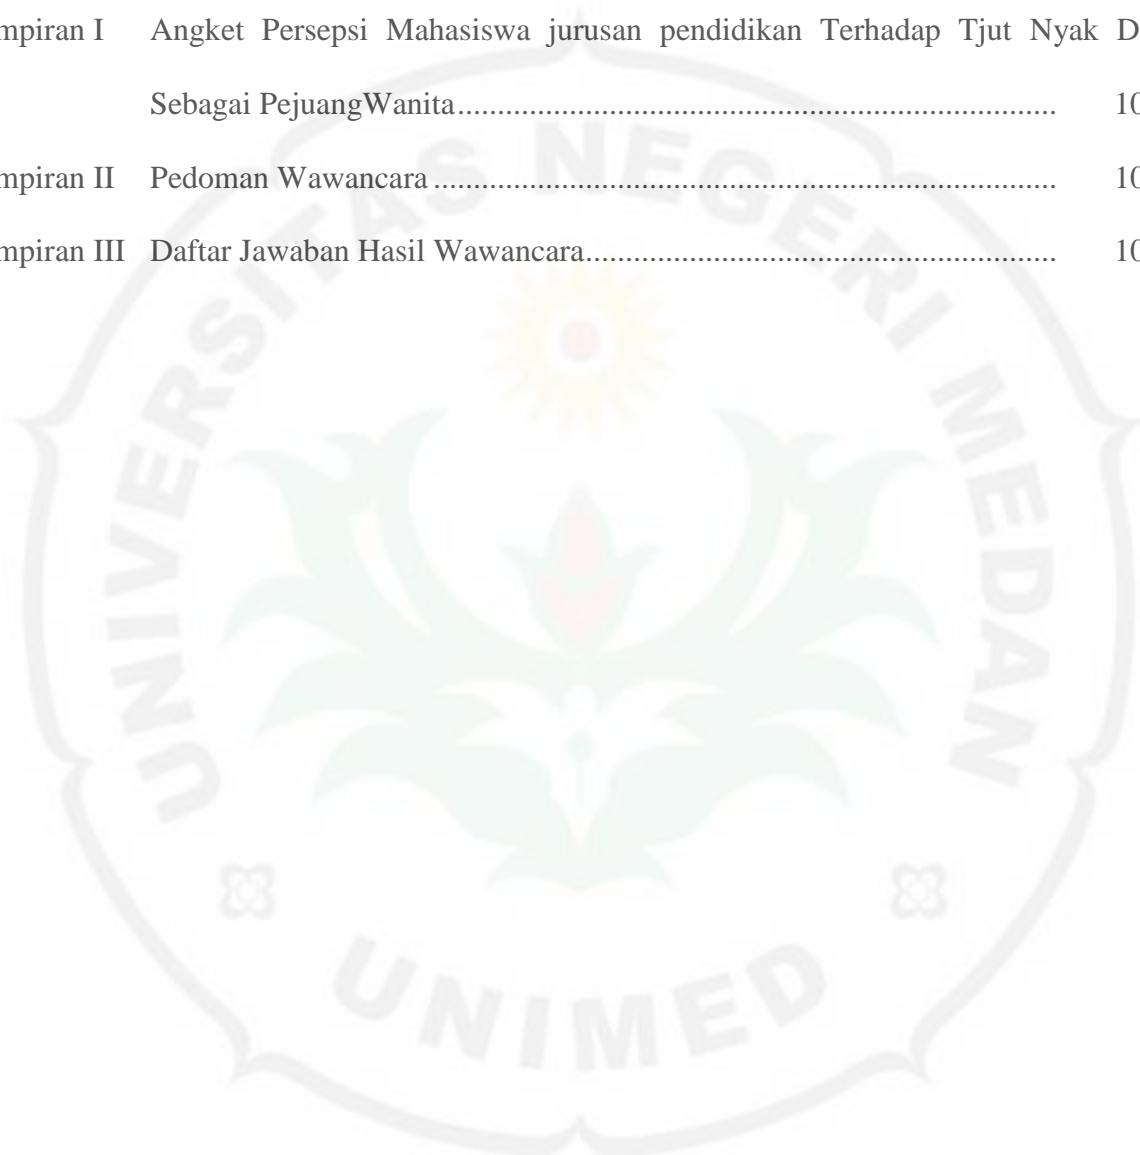 mpiran I Angket Persepsi Mahasiswa jurusan pendidikan Terhadap Tjut Nyak D
Sebagai PejuangWanita.......................................................................... 10
mpiran II Pedoman Wawancara ............................................................................. 10
mpiran III Daftar Jawaban Hasil Wawancara.......................................................... 10
UNIVERSITAS NEGERI MEDAN
UNIMED